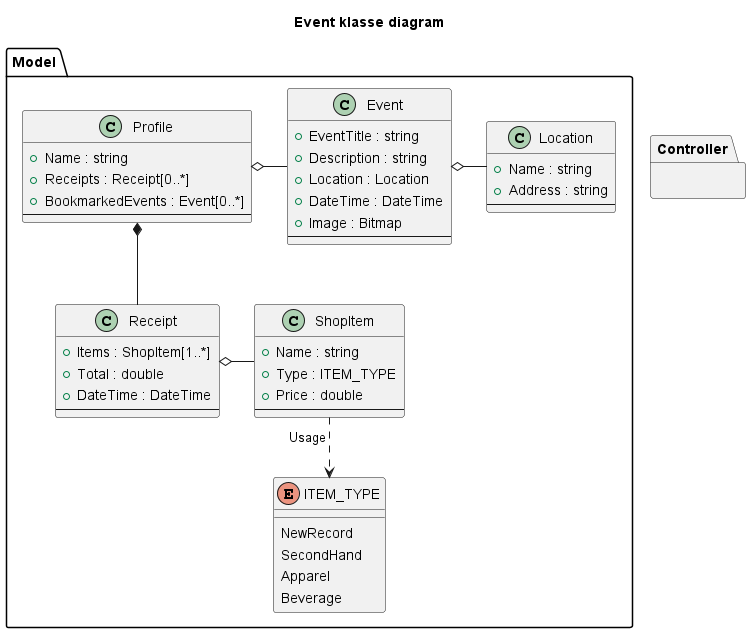 Event klasse diagram
Model
C Profile
Name : string
Receipts : Receipt[0..*]
BookmarkedEvents : Event[0..*]
C Event
EventTitle : string
Description : string
Location : Location
DateTime : DateTime
Image : Bitmap
C Location
Name : string
Address : string
Controller
C Receipt
Items : ShopItem[1..*]
Total : double
DateTime : DateTime
C ShopItem
Name : string
Type : ITEM_TYPE
Price : double
Usage
E ITEM_TYPE
NewRecord
SecondHand
Apparel
Beverage